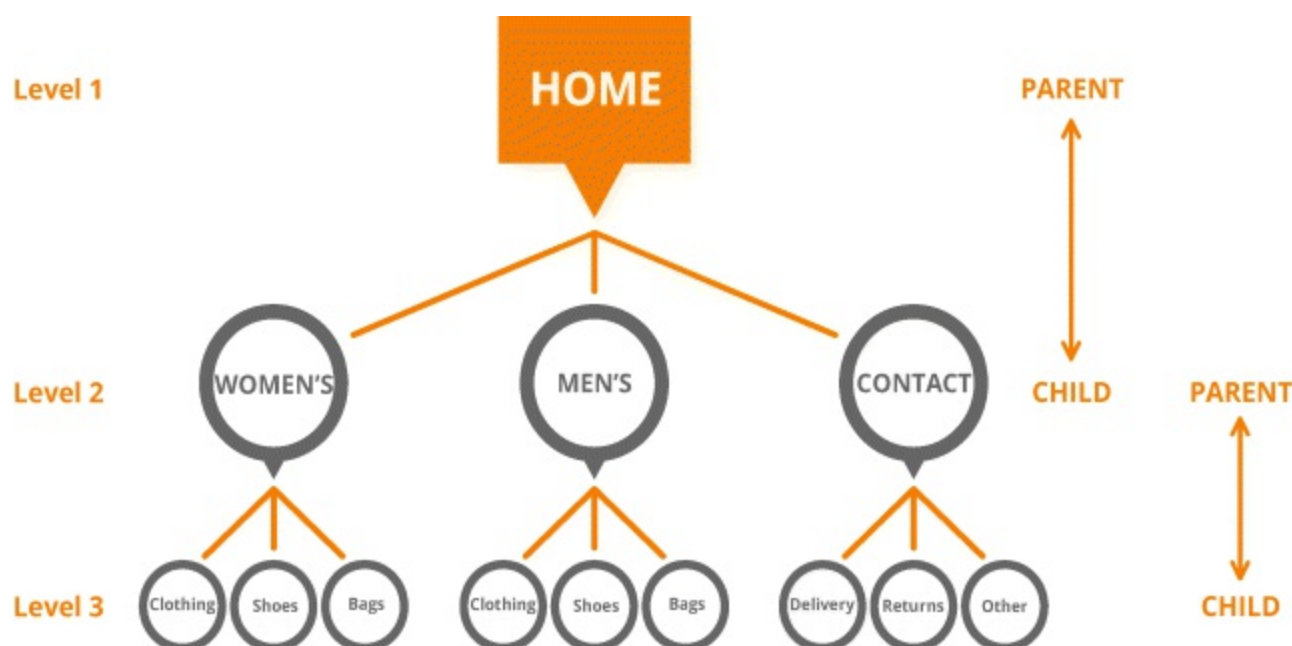 HOME
Level 1
PARENT
WOMEN'S
MEN'S
CONTACT
Level 2
CHILD
PARENT
Level 3
Clothing
Shoes
Bags
Clothing
Shoes
Bags
Delivery
Returns
Other
CHILD